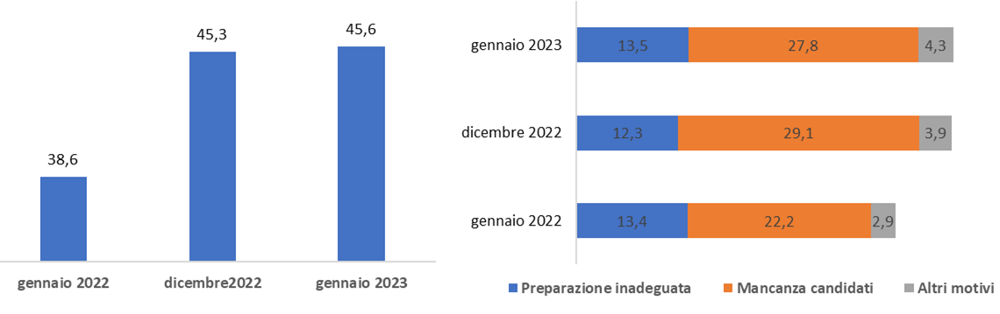 38,6
45,3
45,6
gennaio 2022
dicembre2022
gennaio 2023
gennaio 2023
13,5
27,8
4,3
dicembre 2022
12,3
29,1
3,9
gennaio 2022
13,4
22,2
2,9
Preparazione inadeguata
Mancanza candidati
Altri motivi